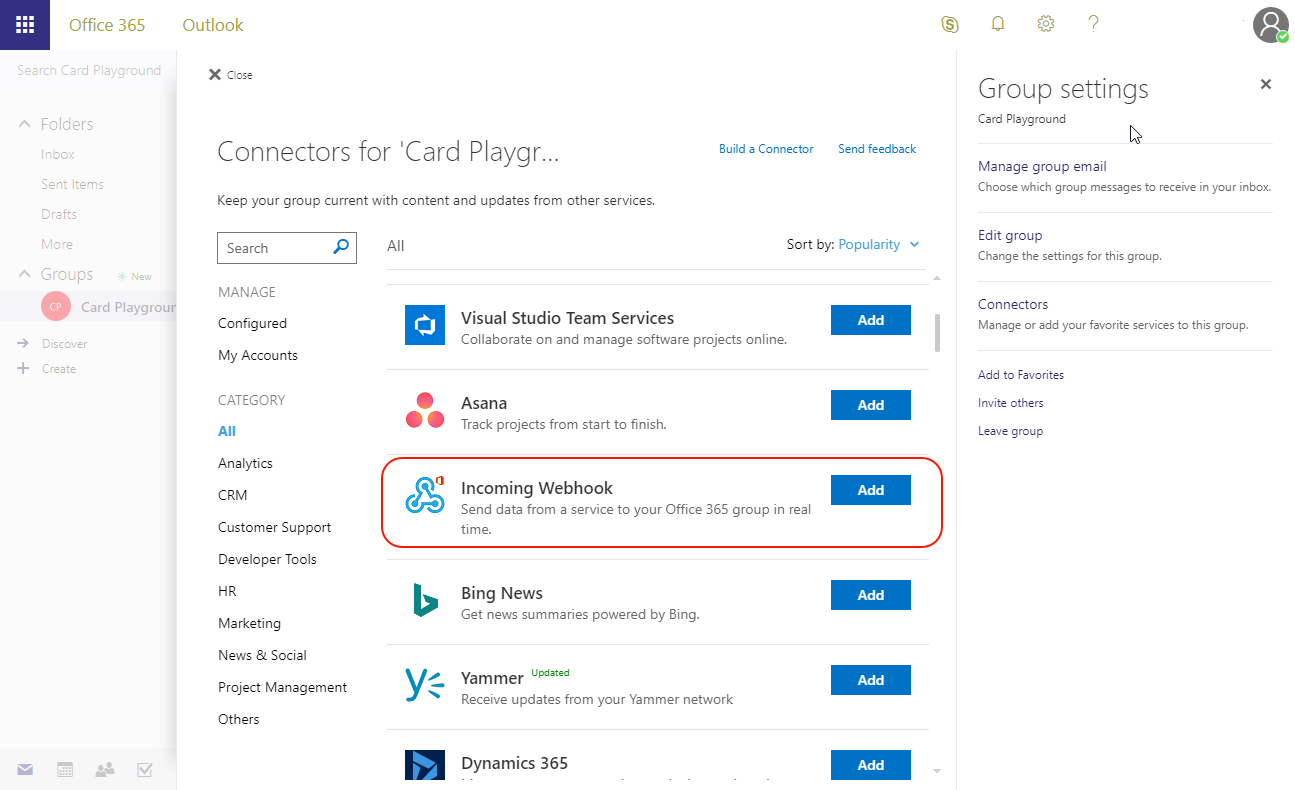 Office 365
Outlook
Search Card Playground
Folders
Inbox
Sent Items
Drafts
More
Groups
New
CP
Card Playgroun
Discover
Create
Close
Connectors for 'Card Playgr...
Build a Connector
Send feedback
Keep your group current with content and updates from other services.
Search
All
Sort by: Popularity
MANAGE
Configured
My Accounts
CATEGORY
All
Analytics
CRM
Customer Support
Developer Tools
HR
Marketing
News & Social
Project Management
Others
Visual Studio Team Services
Collaborate on and manage software projects online.
Add
Asana
Track projects from start to finish.
Add
Incoming Webhook
Send data from a service to your Office 365 group in real
time.
Add
Bing News
Get news summaries powered by Bing.
Add
Yammer Updated
Receive updates from your Yammer network
Add
Dynamics 365
Add
Group settings
Card Playground
Manage group email
Choose which group messages to receive in your inbox.
Edit group
Change the settings for this group.
Connectors
Manage or add your favorite services to this group.
Add to Favorites
Invite others
Leave group